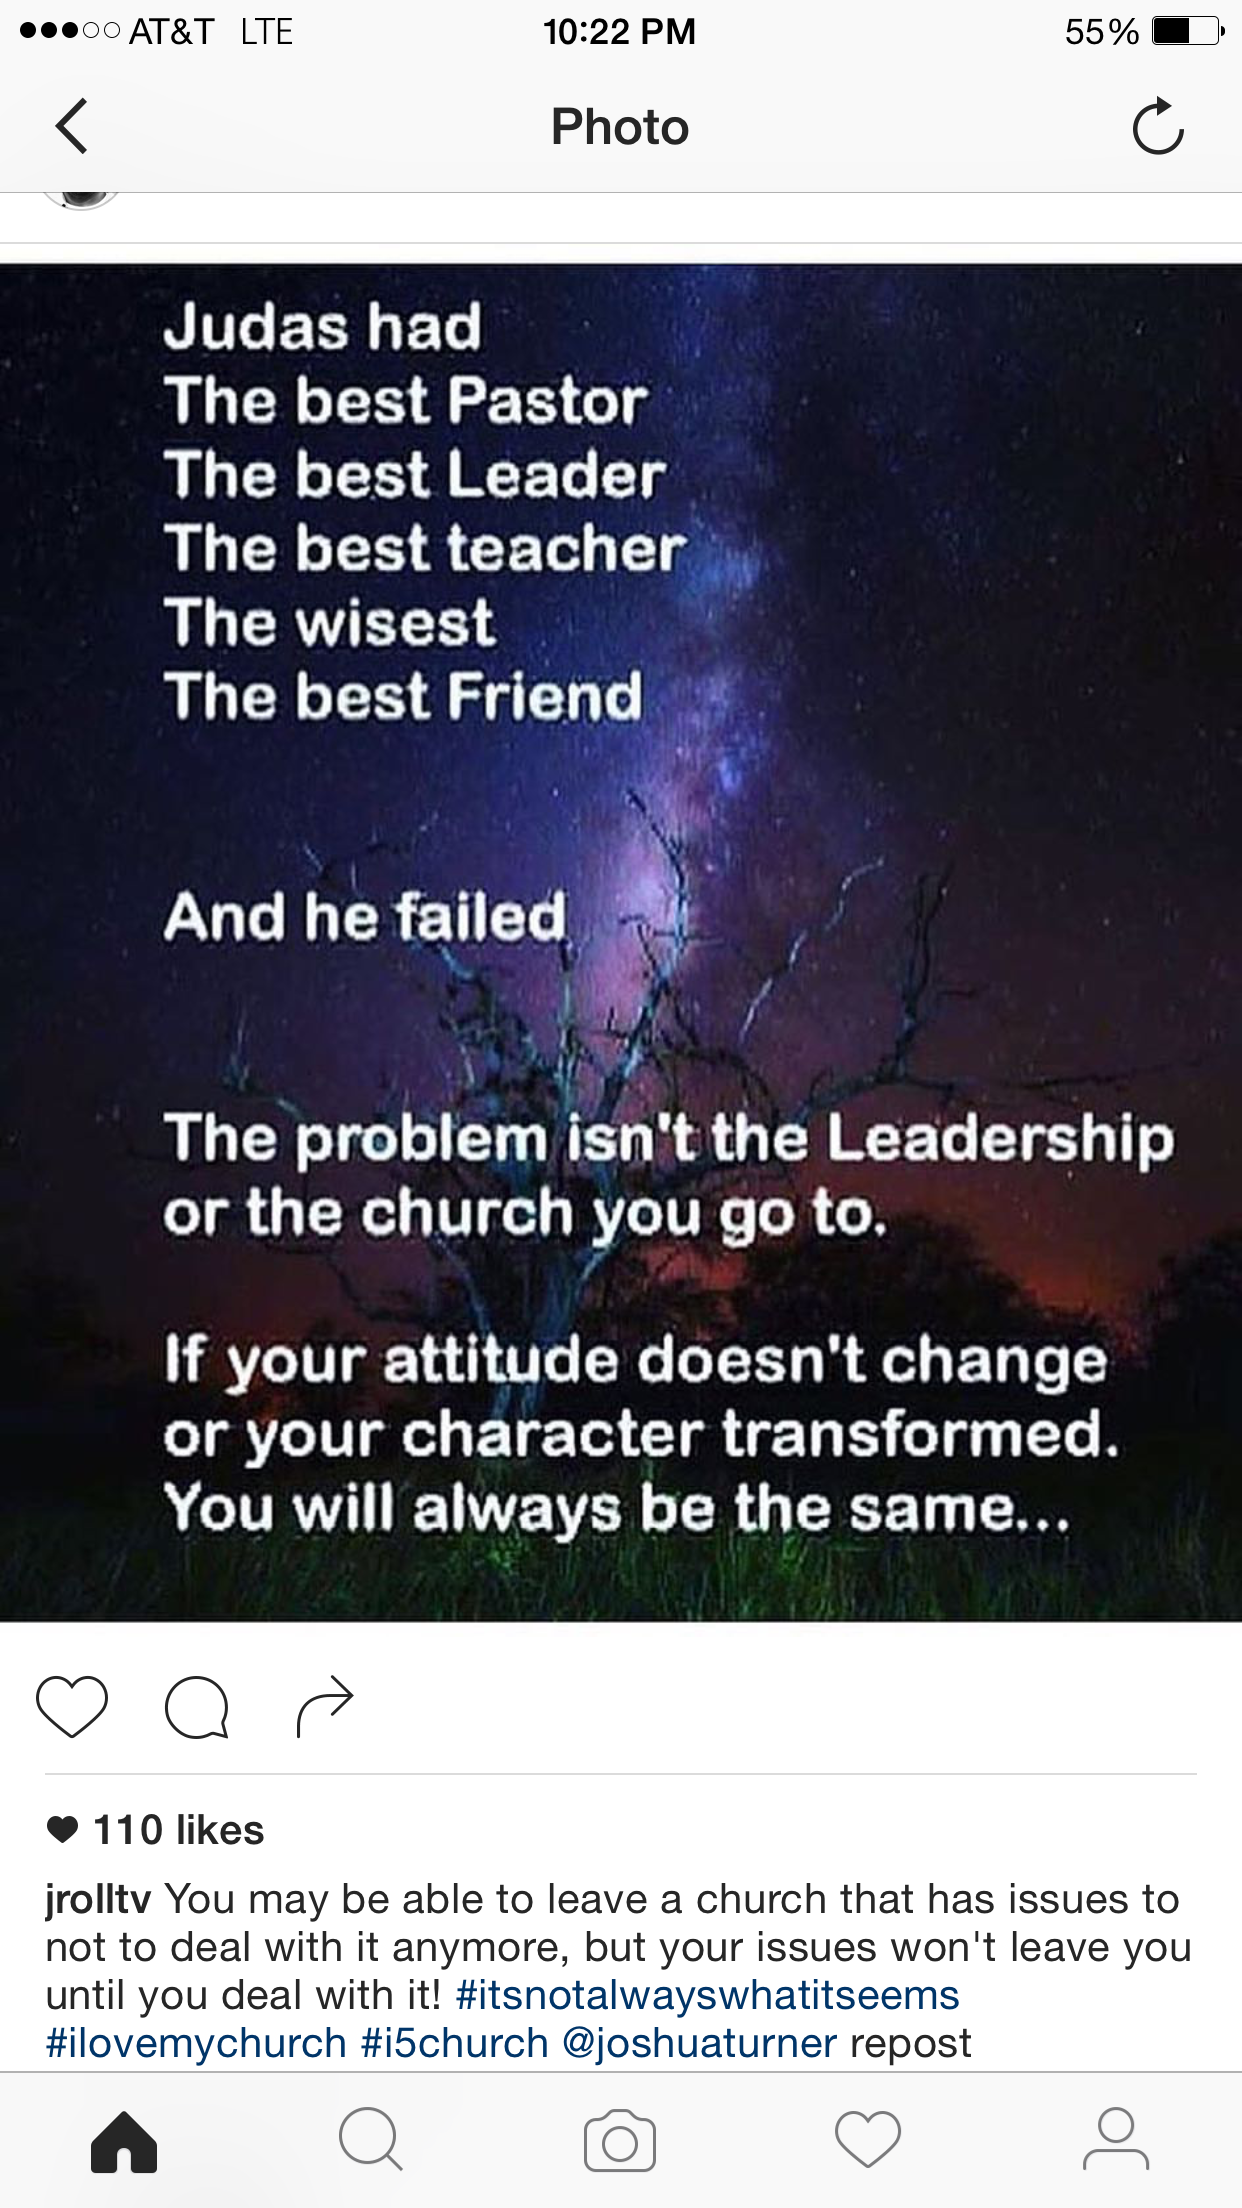 AT&T LTE 10:22 PM 55%
Photo
Judas had
The best Pastor
The best Leader
The best teacher
The wisest
The best Friend
And he failed
The problem isn't the Leadership
or the church you go to.
If your attitude doesn't change
or your character transformed.
You will always be the same...
110 likes
jrolltv You may be able to leave a church that has issues to
not to deal with it anymore, but your issues won't leave you
until you deal with it! #itsnotalwayswhatitseems
#ilovemychurch #i5church @joshuaturner repost